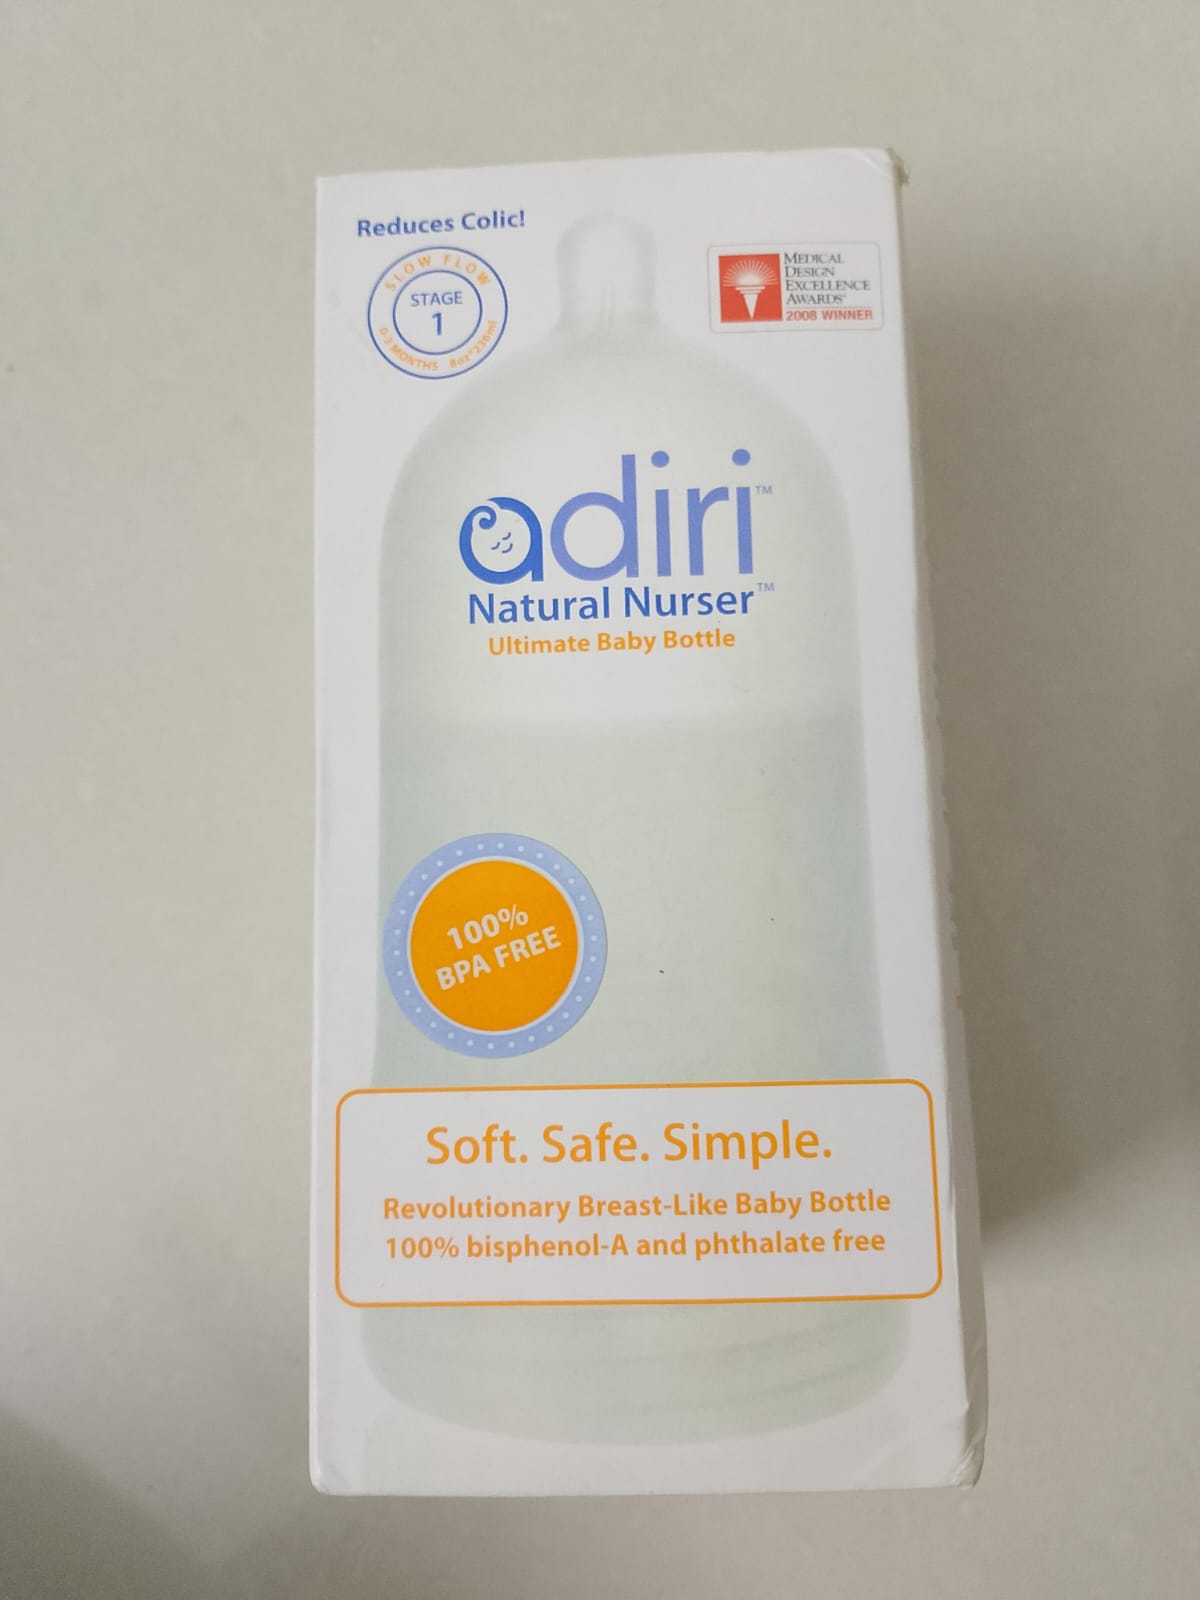 Reduces Colic!
SLOW FLOW
STAGE
1
0-3 MONTHS 8oz*236ml
MEDICAL
DESIGN
EXCELLENCE
AWARDS
2008 WINNER
adiri™
Natural Nurser™
Ultimate Baby Bottle
100%
BPA FREE
Soft. Safe. Simple.
Revolutionary Breast-Like Baby Bottle
100% bisphenol-A and phthalate free